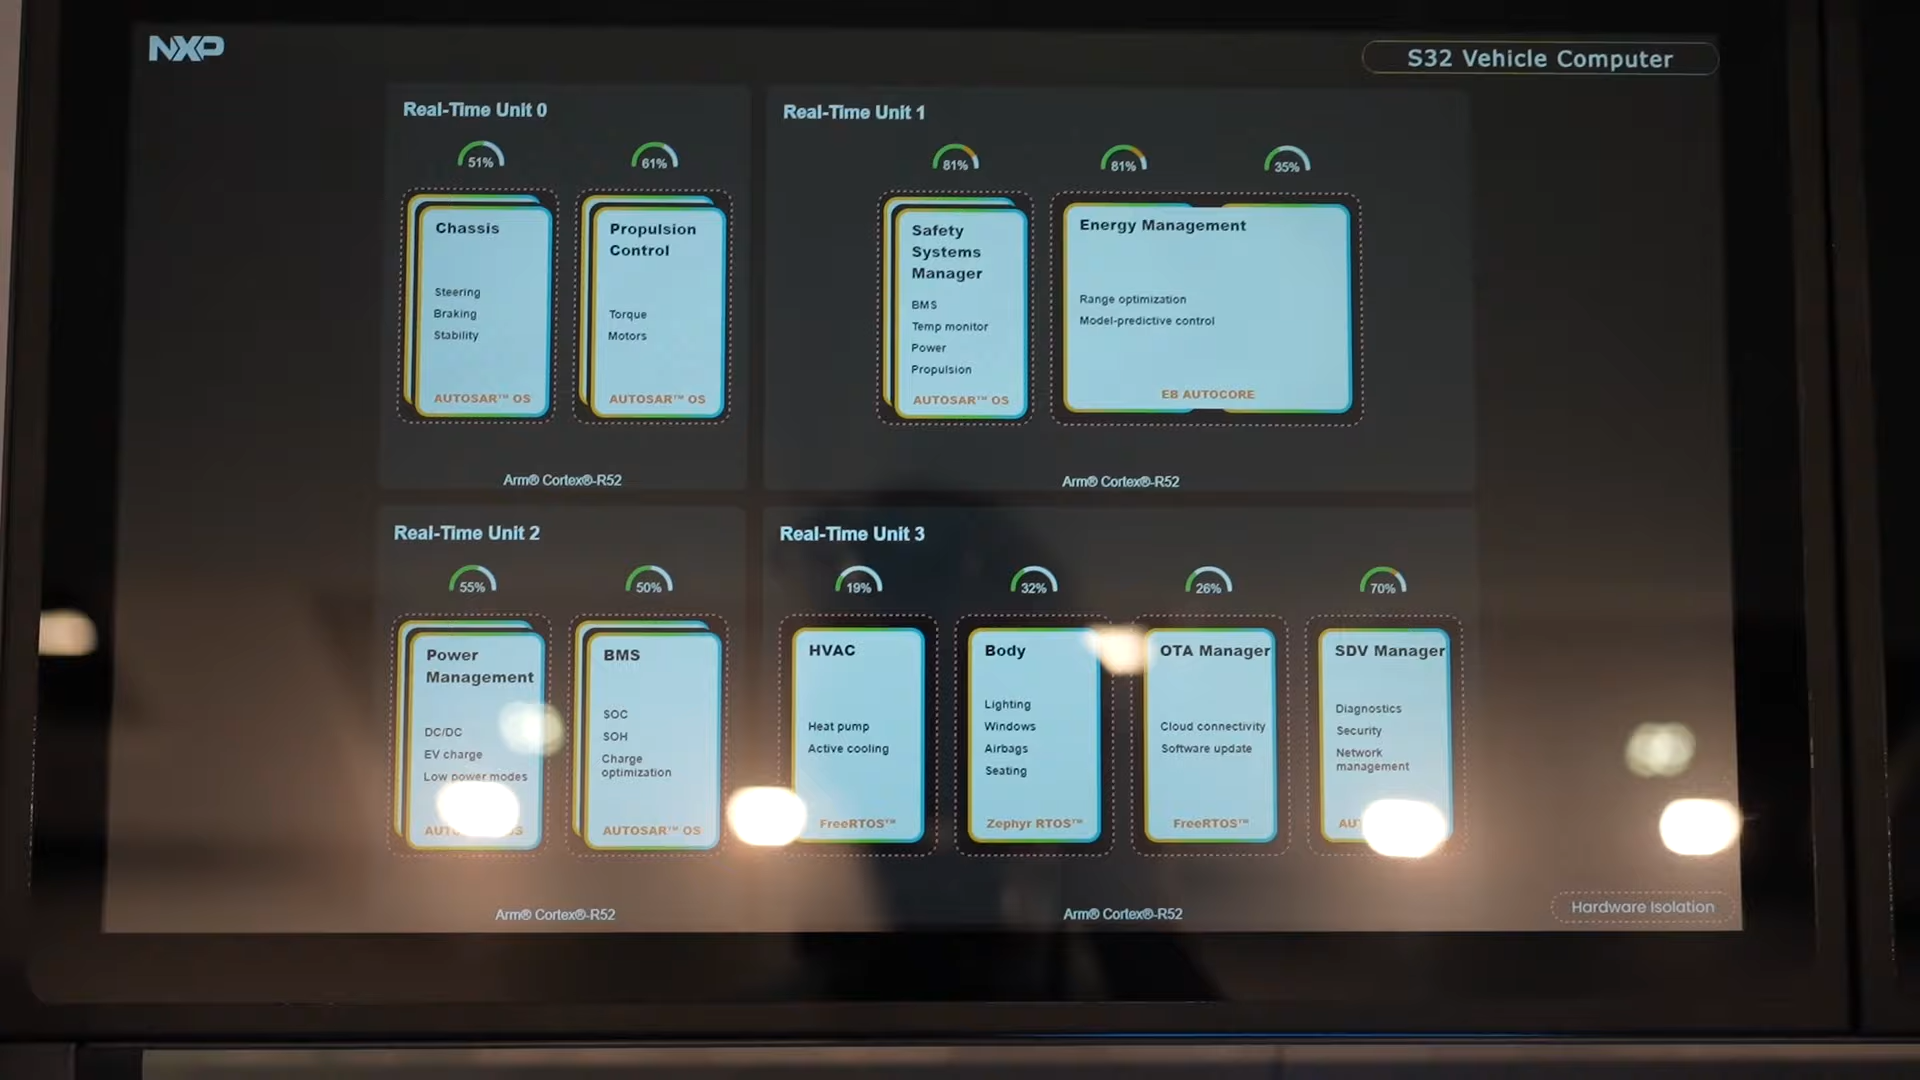 NXP
S32 Vehicle Computer
Real-Time Unit 0
51%
61%
Chassis
Steering
Braking
Stability
AUTOSAR™ OS
Propulsion
Control
Torque
Motors
AUTOSAR™ OS
Arm® Cortex®-R52
Real-Time Unit 1
81%
81%
35%
Safety
Systems
Manager
BMS
Temp monitor
Power
Propulsion
AUTOSAR™ OS
Energy Management
Range optimization
Model-predictive control
EB AUTOCORE
Arm® Cortex®-R52
Real-Time Unit 2
55%
50%
Power
Management
DC/DC
EV charge
Low power modes
BMS
SOC
SOH
Charge
optimization
AUTOSAR™ OS
Arm® Cortex®-R52
Real-Time Unit 3
19%
32%
26%
70%
HVAC
Heat pump
Active cooling
FreeRTOS™
Body
Lighting
Windows
Airbags
Seating
Zephyr RTOS™
OTA Manager
Cloud connectivity
Software update
FreeRTOS™
SDV Manager
Diagnostics
Security
Network
management
Arm® Cortex®-R52
Hardware Isolation